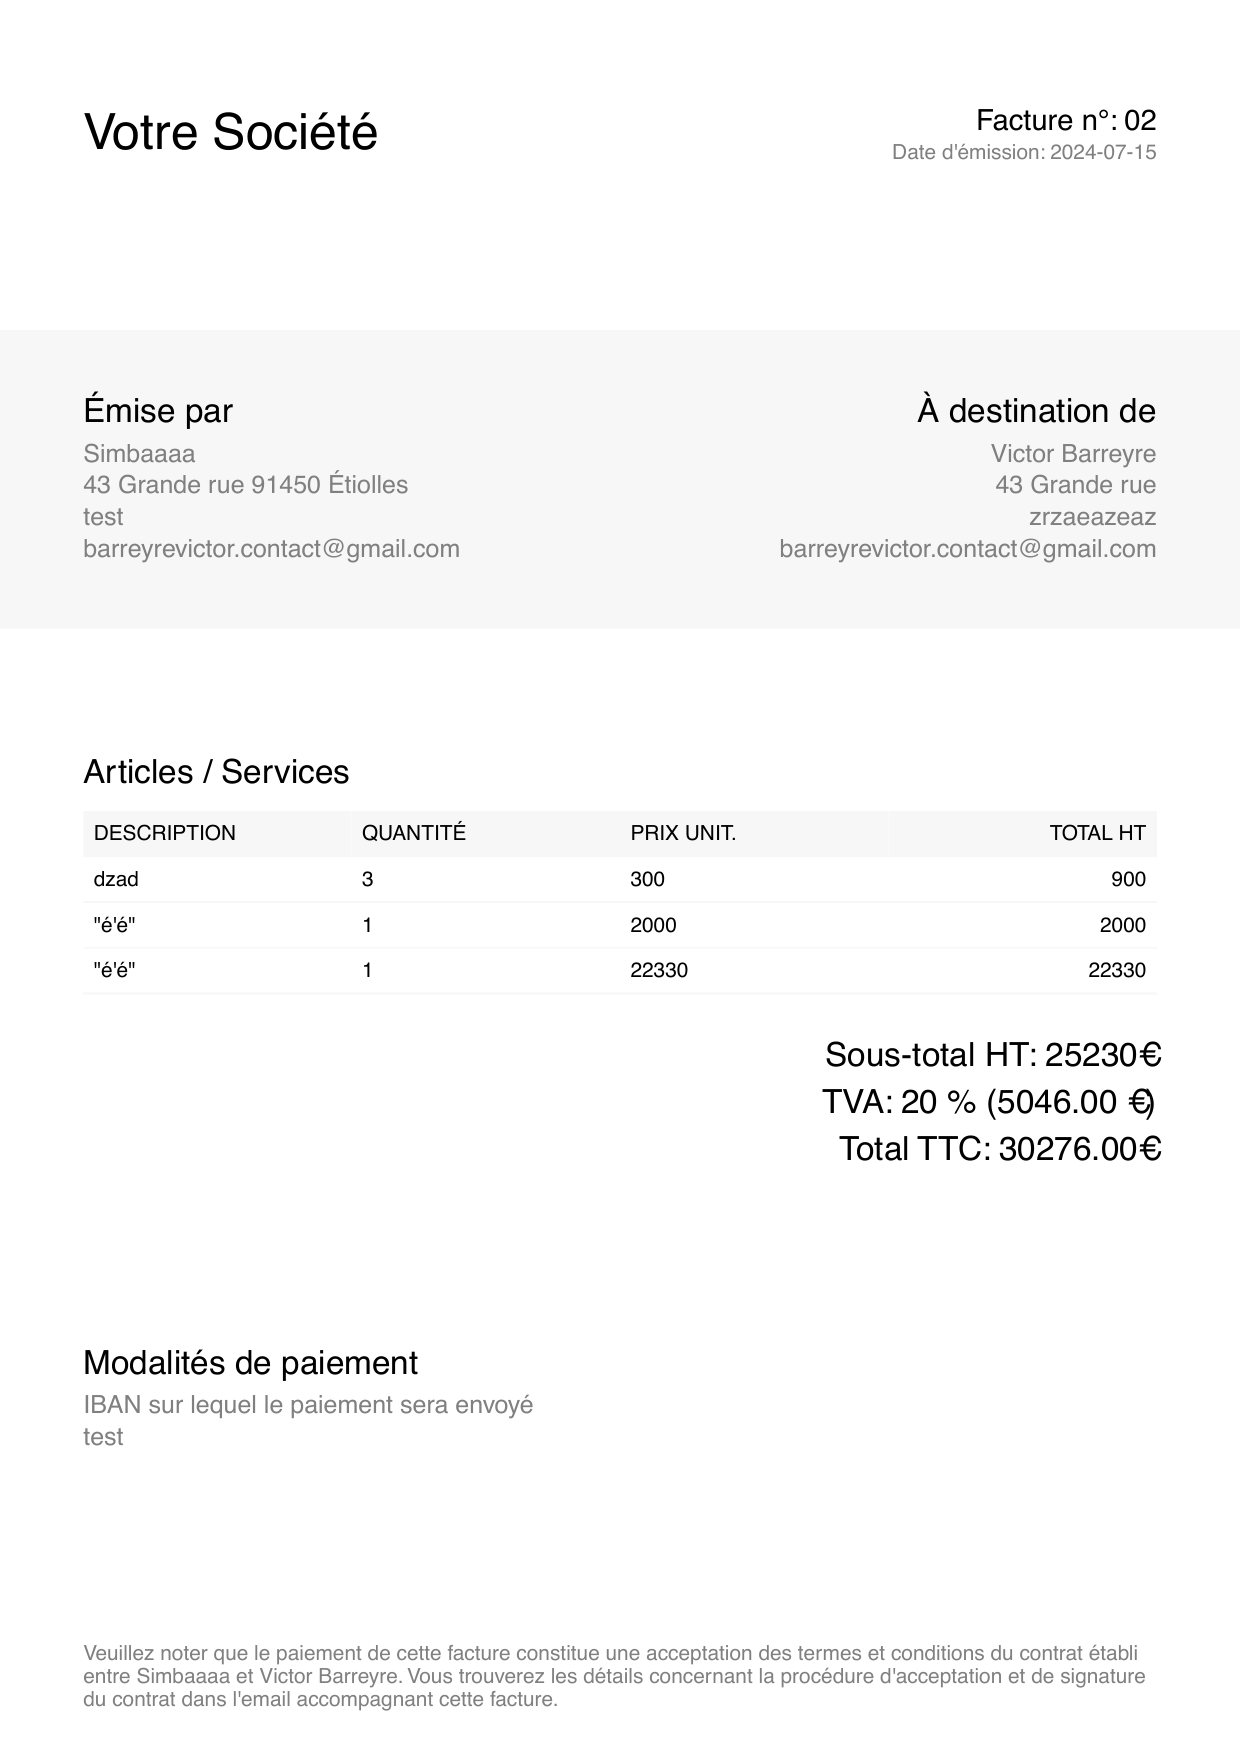 Votre Société
Facture n°: 02
Date d'émission: 2024-07-15
Émise par
Simbaaaa
43 Grande rue 91450 Étiolles
test
barreyrevictor.contact@gmail.com
À destination de
Victor Barreyre
43 Grande rue
zrzaeazeaz
barreyrevictor.contact@gmail.com
Articles / Services
DESCRIPTION QUANTITÉ PRIX UNIT. TOTAL HT
dzad 3 300 900
"é'é" 1 2000 2000
"é'é" 1 22330 22330
Sous-total HT: 25230€
TVA: 20 % (5046.00 €)
Total TTC: 30276.00€
Modalités de paiement
IBAN sur lequel le paiement sera envoyé
test
Veuillez noter que le paiement de cette facture constitue une acceptation des termes et conditions du contrat établi
entre Simbaaaa et Victor Barreyre. Vous trouverez les détails concernant la procédure d'acceptation et de signature
du contrat dans l'email accompagnant cette facture.